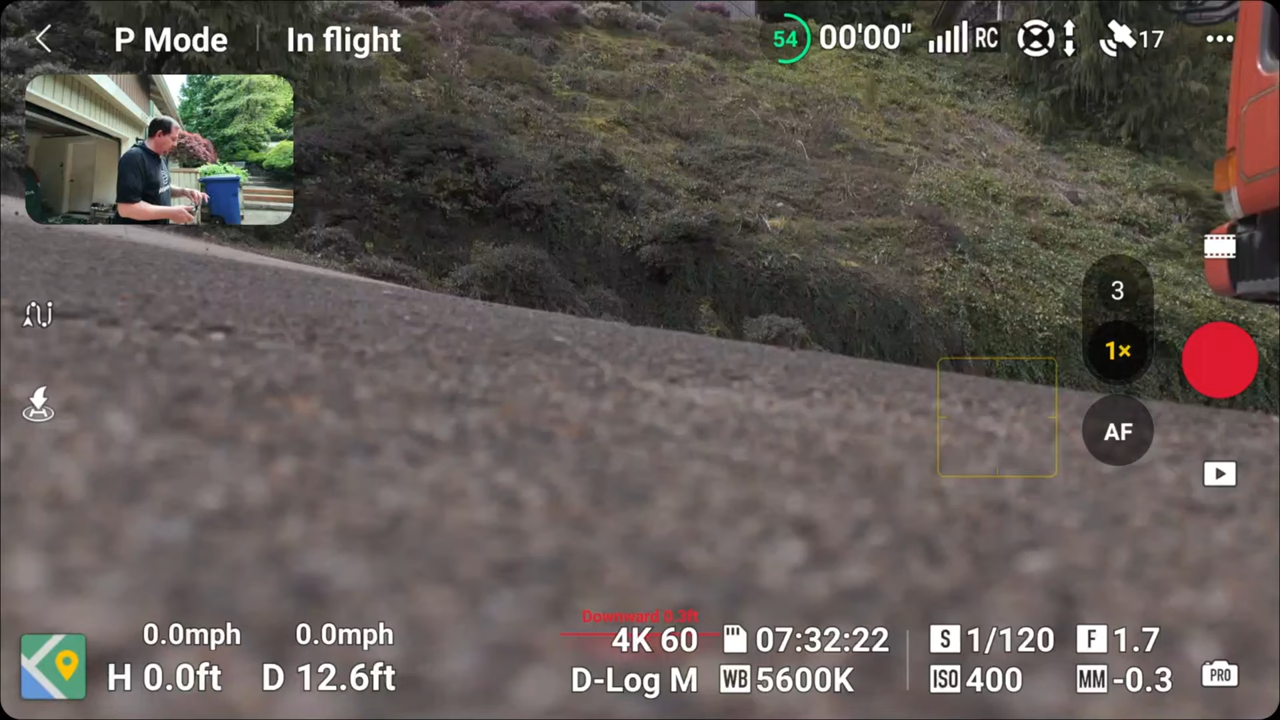 P Mode
In flight
54
00'00"
RC
17
3
1×
AF
Downward 0.3ft
0.0mph
0.0mph
H 0.0ft
D 12.6ft
4K 60
07:32:22
S 1/120
F 1.7
D-Log M
WB 5600K
ISO 400
MM -0.3
PRO